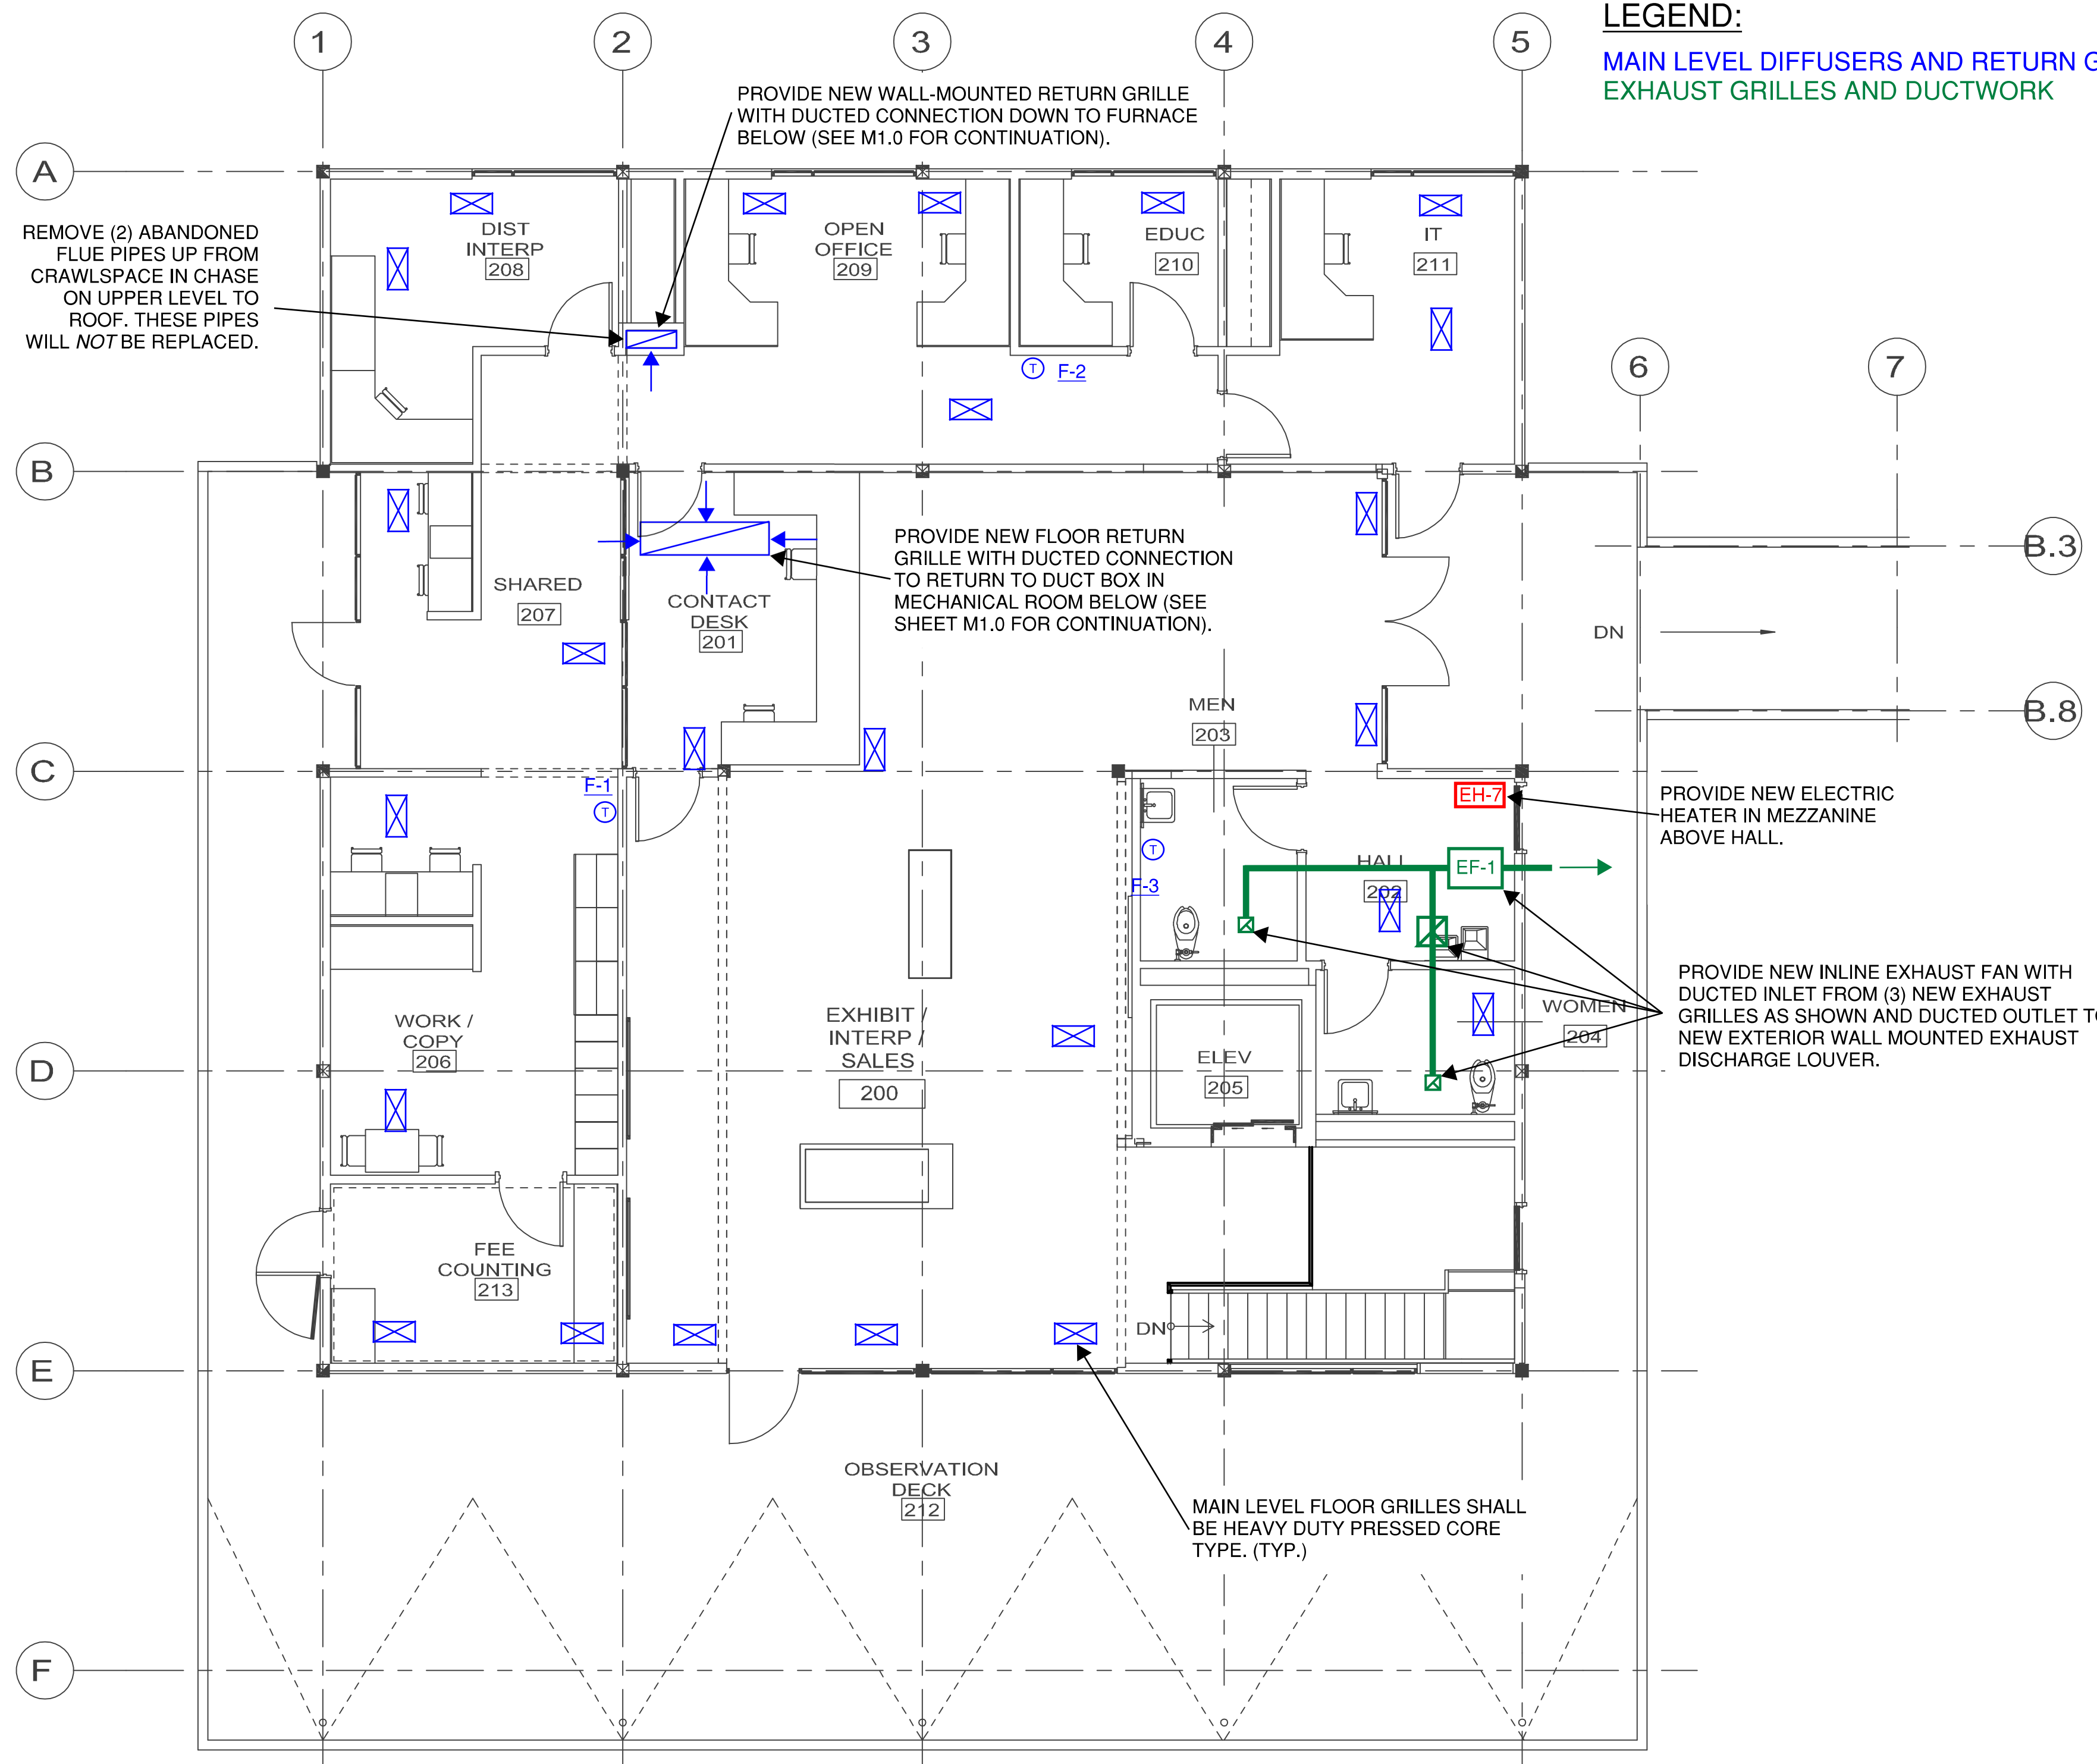 LEGEND:
MAIN LEVEL DIFFUSERS AND RETURN G
EXHAUST GRILLES AND DUCTWORK
1
2
3
4
5
PROVIDE NEW WALL-MOUNTED RETURN GRILLE
WITH DUCTED CONNECTION DOWN TO FURNACE
BELOW (SEE M1.0 FOR CONTINUATION).
A
REMOVE (2) ABANDONED
FLUE PIPES UP FROM
CRAWLSPACE IN CHASE
ON UPPER LEVEL TO
ROOF. THESE PIPES
WILL NOT BE REPLACED.
DIST
INTERP
208
OPEN
OFFICE
209
EDUC
210
IT
211
T
F-2
6
7
B
B.3
PROVIDE NEW FLOOR RETURN
GRILLE WITH DUCTED CONNECTION
TO RETURN TO DUCT BOX IN
MECHANICAL ROOM BELOW (SEE
SHEET M1.0 FOR CONTINUATION).
SHARED
207
CONTACT
DESK
201
DN
B.8
MEN
203
C
F-1
T
EH-7
PROVIDE NEW ELECTRIC
HEATER IN MEZZANINE
ABOVE HALL.
T
F-3
HALL
202
EF-1
PROVIDE NEW INLINE EXHAUST FAN WITH
DUCTED INLET FROM (3) NEW EXHAUST
GRILLES AS SHOWN AND DUCTED OUTLET TO
NEW EXTERIOR WALL MOUNTED EXHAUST
DISCHARGE LOUVER.
WOMEN
204
WORK /
COPY
206
EXHIBIT /
INTERP /
SALES
200
ELEV
205
D
FEE
COUNTING
213
DN
E
OBSERVATION
DECK
212
MAIN LEVEL FLOOR GRILLES SHALL
BE HEAVY DUTY PRESSED CORE
TYPE. (TYP.)
F